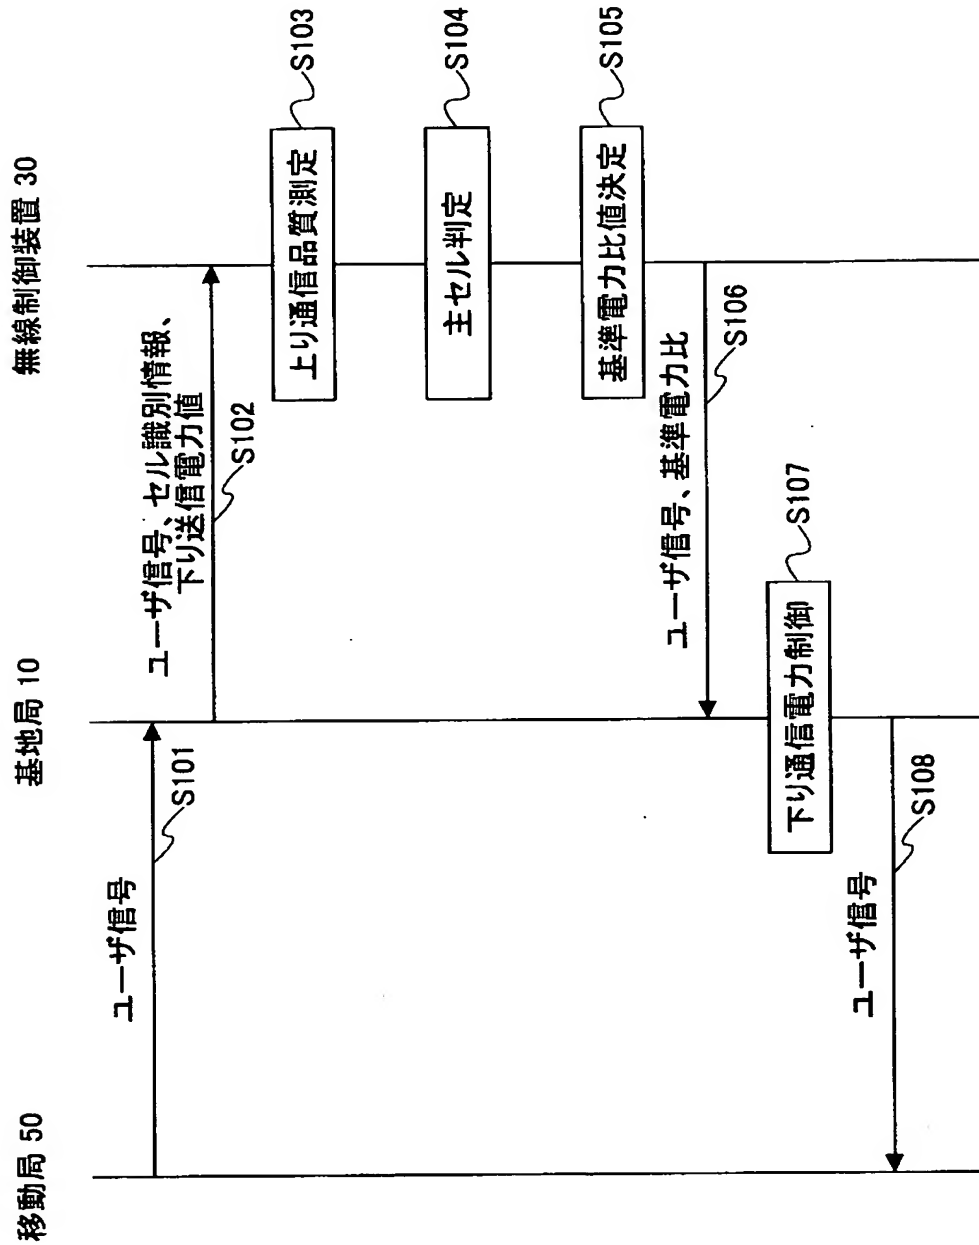 移動局 50
基地局 10
無線制御装置 30
ユーザ信号
S101
ユーザ信号、セル識別情報、
下り送信電力値
S102
上り通信品質測定
S103
主セル判定
S104
基準電力比値決定
S105
ユーザ信号、基準電力比
S106
下り通信電力制御
S107
ユーザ信号
S108